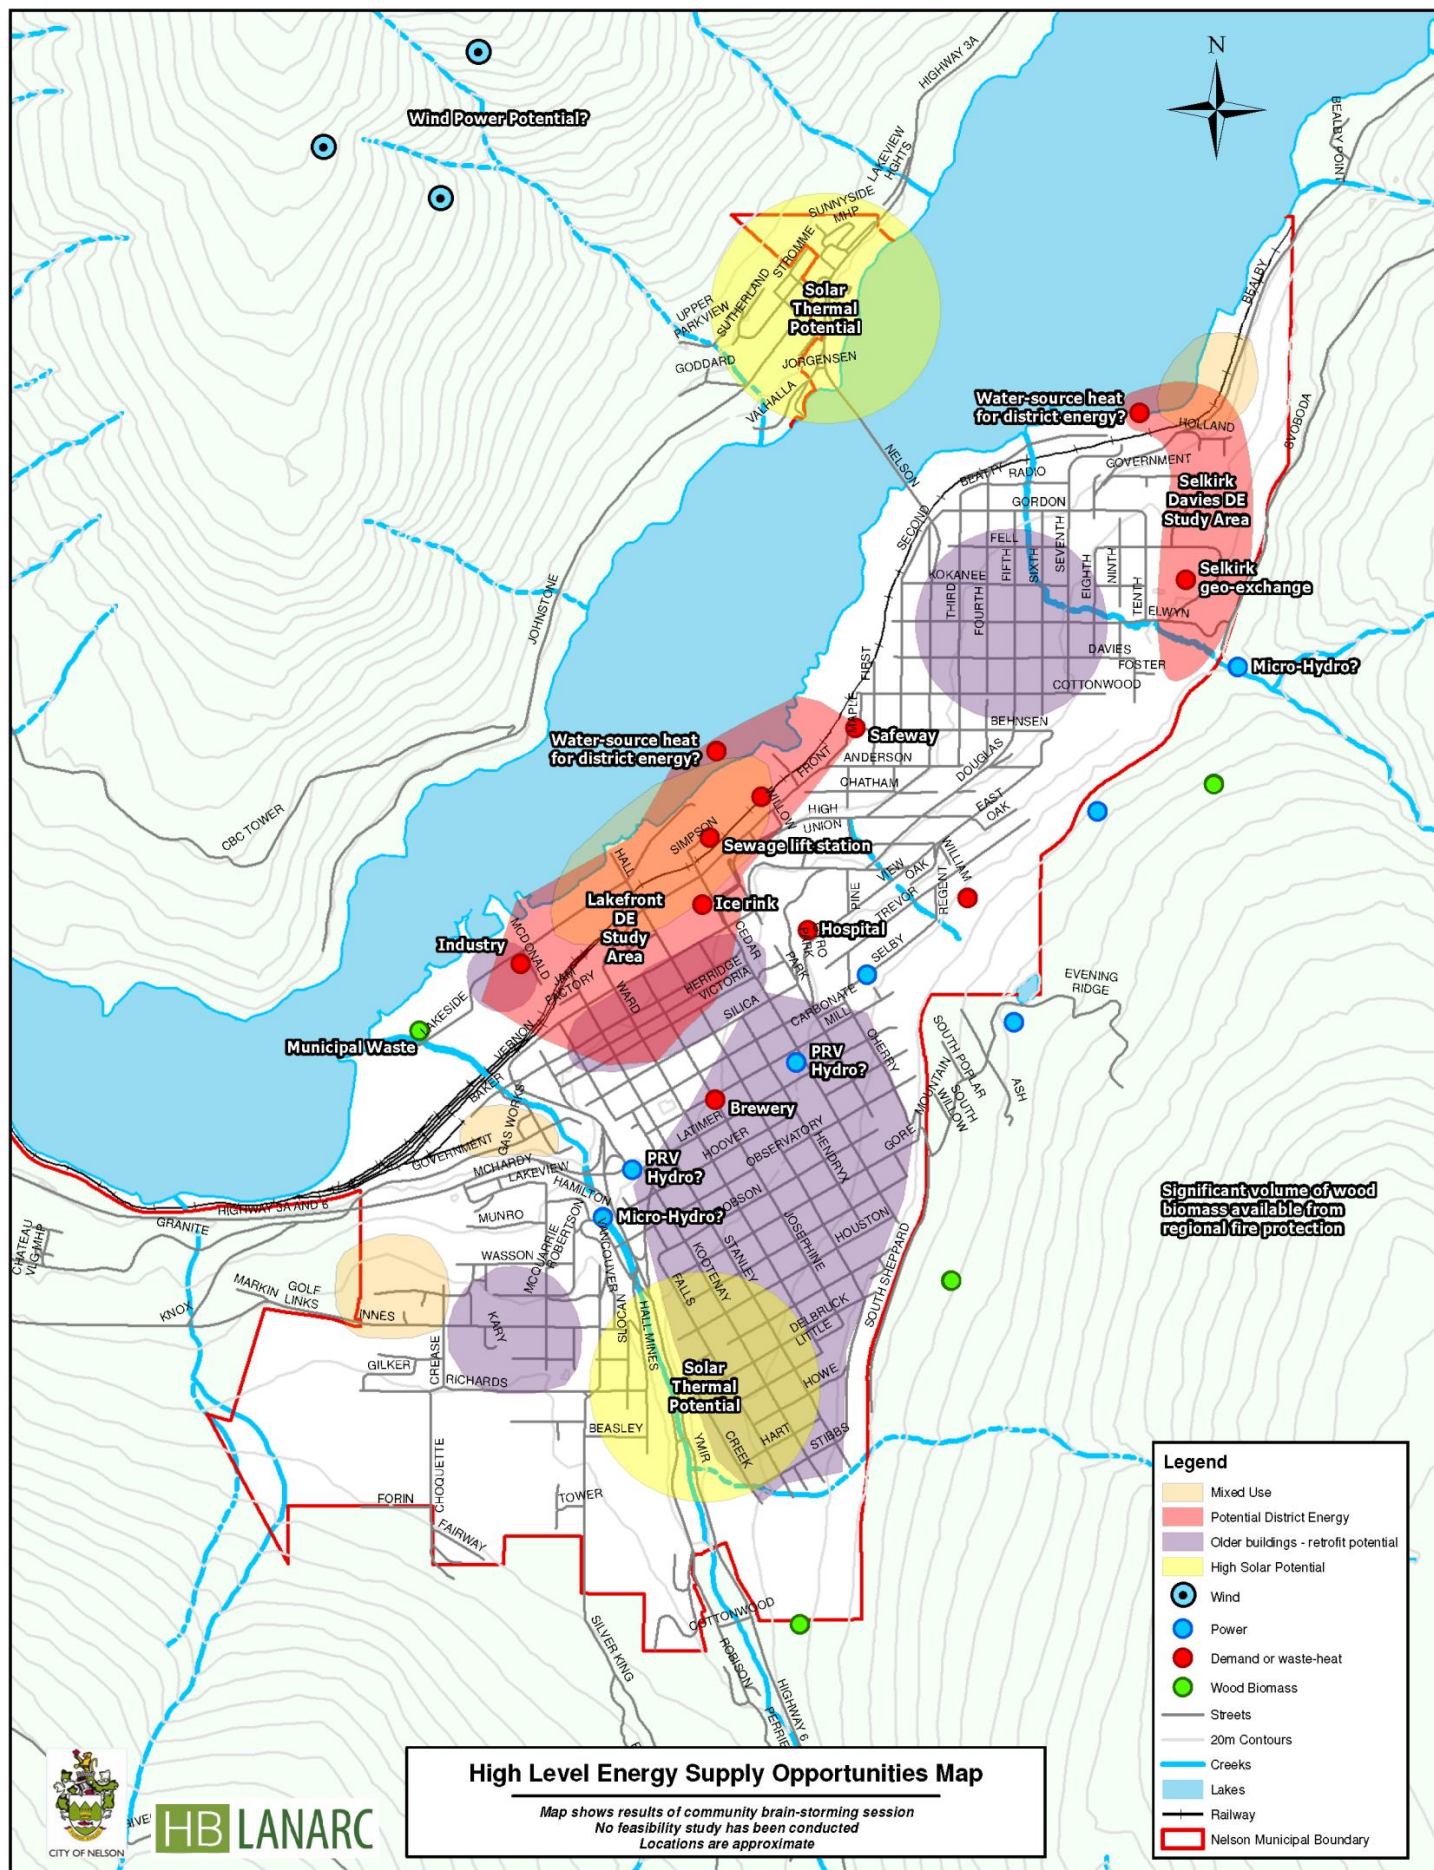 N
HIGHWAY 3A
BEALBY POINT
Wind Power Potential?
LAKEVIEW
HGHTS
SUNNYSIDE
MHP
STROMME
SUTHERLAND
UPPER
PARKVIEW
Solar
Thermal
Potential
GODDARD
JORGENSEN
VALHALLA
BEALBY
Water-source heat
for district energy?
HOLLAND
SVOBODA
NELSON
BEATTY
RADIO
GOVERNMENT
GORDON
Selkirk
Davies DE
Study Area
SECOND
FELL
FIFTH
SIXTH
SEVENTH
KOKANEE
THIRD
FOURTH
EIGHTH
NINTH
TENTH
Selkirk
geo-exchange
ELWYN
JOHNSTONE
FIRST
DAVIES
FOSTER
Micro-Hydro?
COTTONWOOD
MAPLE
BEHNSEN
Safeway
Water-source heat
for district energy?
FRONT
ANDERSON
DOUGLAS
CHATHAM
CBC TOWER
WILLOW
HIGH
UNION
EAST
OAK
SIMPSON
Sewage lift station
HALL
VIEW
OAK
WILLIAM
PINE
TREVOR
REGENT
Lakefront
DE
Study
Area
Ice rink
Hospital
MCDONALD
CEDAR
PARK
SELBY
Industry
JAM
FACTORY
WARD
HERRIDGE
VICTORIA
PARK
EVENING
RIDGE
LAKESIDE
SILICA
CARBONATE
MILL
Municipal Waste
VERNON
CHERRY
SOUTH POPLAR
PRV
Hydro?
BAKER
MOUNTAIN
SOUTH
WILLOW
ASH
Brewery
GAS WORKS
LATIMER
HOOVER
OBSERVATORY
HENDRYX
GORE
GOVERNMENT
MCHARDY
LAKEVIEW
PRV
Hydro?
HAMILTON
Significant volume of wood
biomass available from
regional fire protection
HIGHWAY 3A AND 6
GRANITE
MUNRO
Micro-Hydro?
JOSEPHINE
HOUSTON
CHATEAU
VLG MHP
WASSON
MCQUARRIE
ROBERTSON
VANCOUVER
KOOTENAY
STANLEY
SOUTH SHEPPARD
MARKIN
GOLF
LINKS
KNOX
INNES
KARY
SLOCAN
HALL MINES
FALLS
DELBRUCK
LITTLE
GILKER
CREASE
RICHARDS
Solar
Thermal
Potential
HOWE
BEASLEY
YMIR
CREEK
HART
STIBBS
CHOQUETTE
FORIN
TOWER
FAIRWAY
COTTONWOOD
SILVER KING
ROBISON
HIGHWAY 6
PERRIE
Legend
Mixed Use
Potential District Energy
Older buildings - retrofit potential
High Solar Potential
Wind
Power
Demand or waste-heat
Wood Biomass
Streets
20m Contours
Creeks
Lakes
Railway
Nelson Municipal Boundary
High Level Energy Supply Opportunities Map
Map shows results of community brain-storming session
No feasibility study has been conducted
Locations are approximate
CITY OF NELSON
HB LANARC